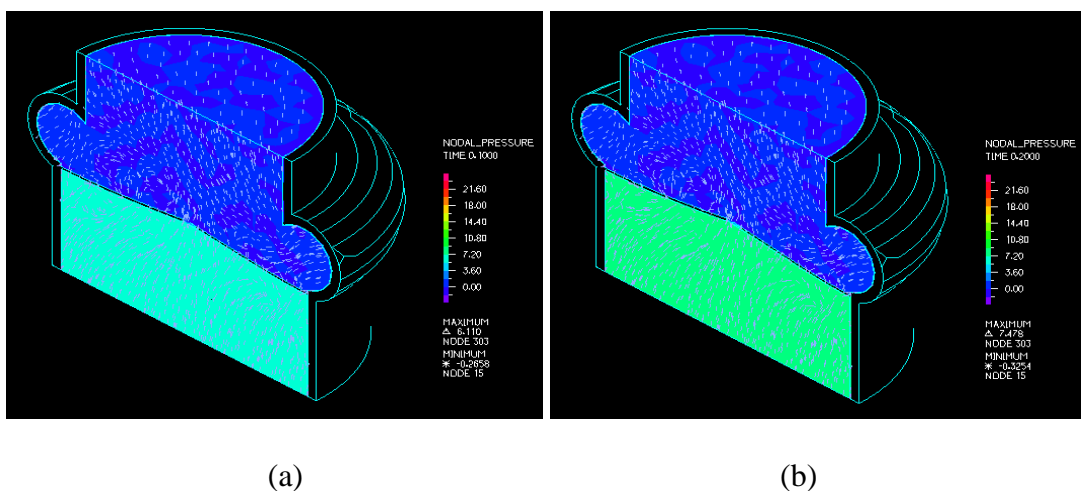 NODAL_PRESSURE
TIME 0.1000
21.60
18.00
14.40
10.80
7.20
3.60
0.00
MAXIMUM
△ 6.110
NODE 303
MINIMUM
✳ -0.2658
NODE 15
NODAL_PRESSURE
TIME 0.2000
21.60
18.00
14.40
10.80
7.20
3.60
0.00
MAXIMUM
△ 7.478
NODE 303
MINIMUM
✳ -0.3254
NODE 15
(a)
(b)